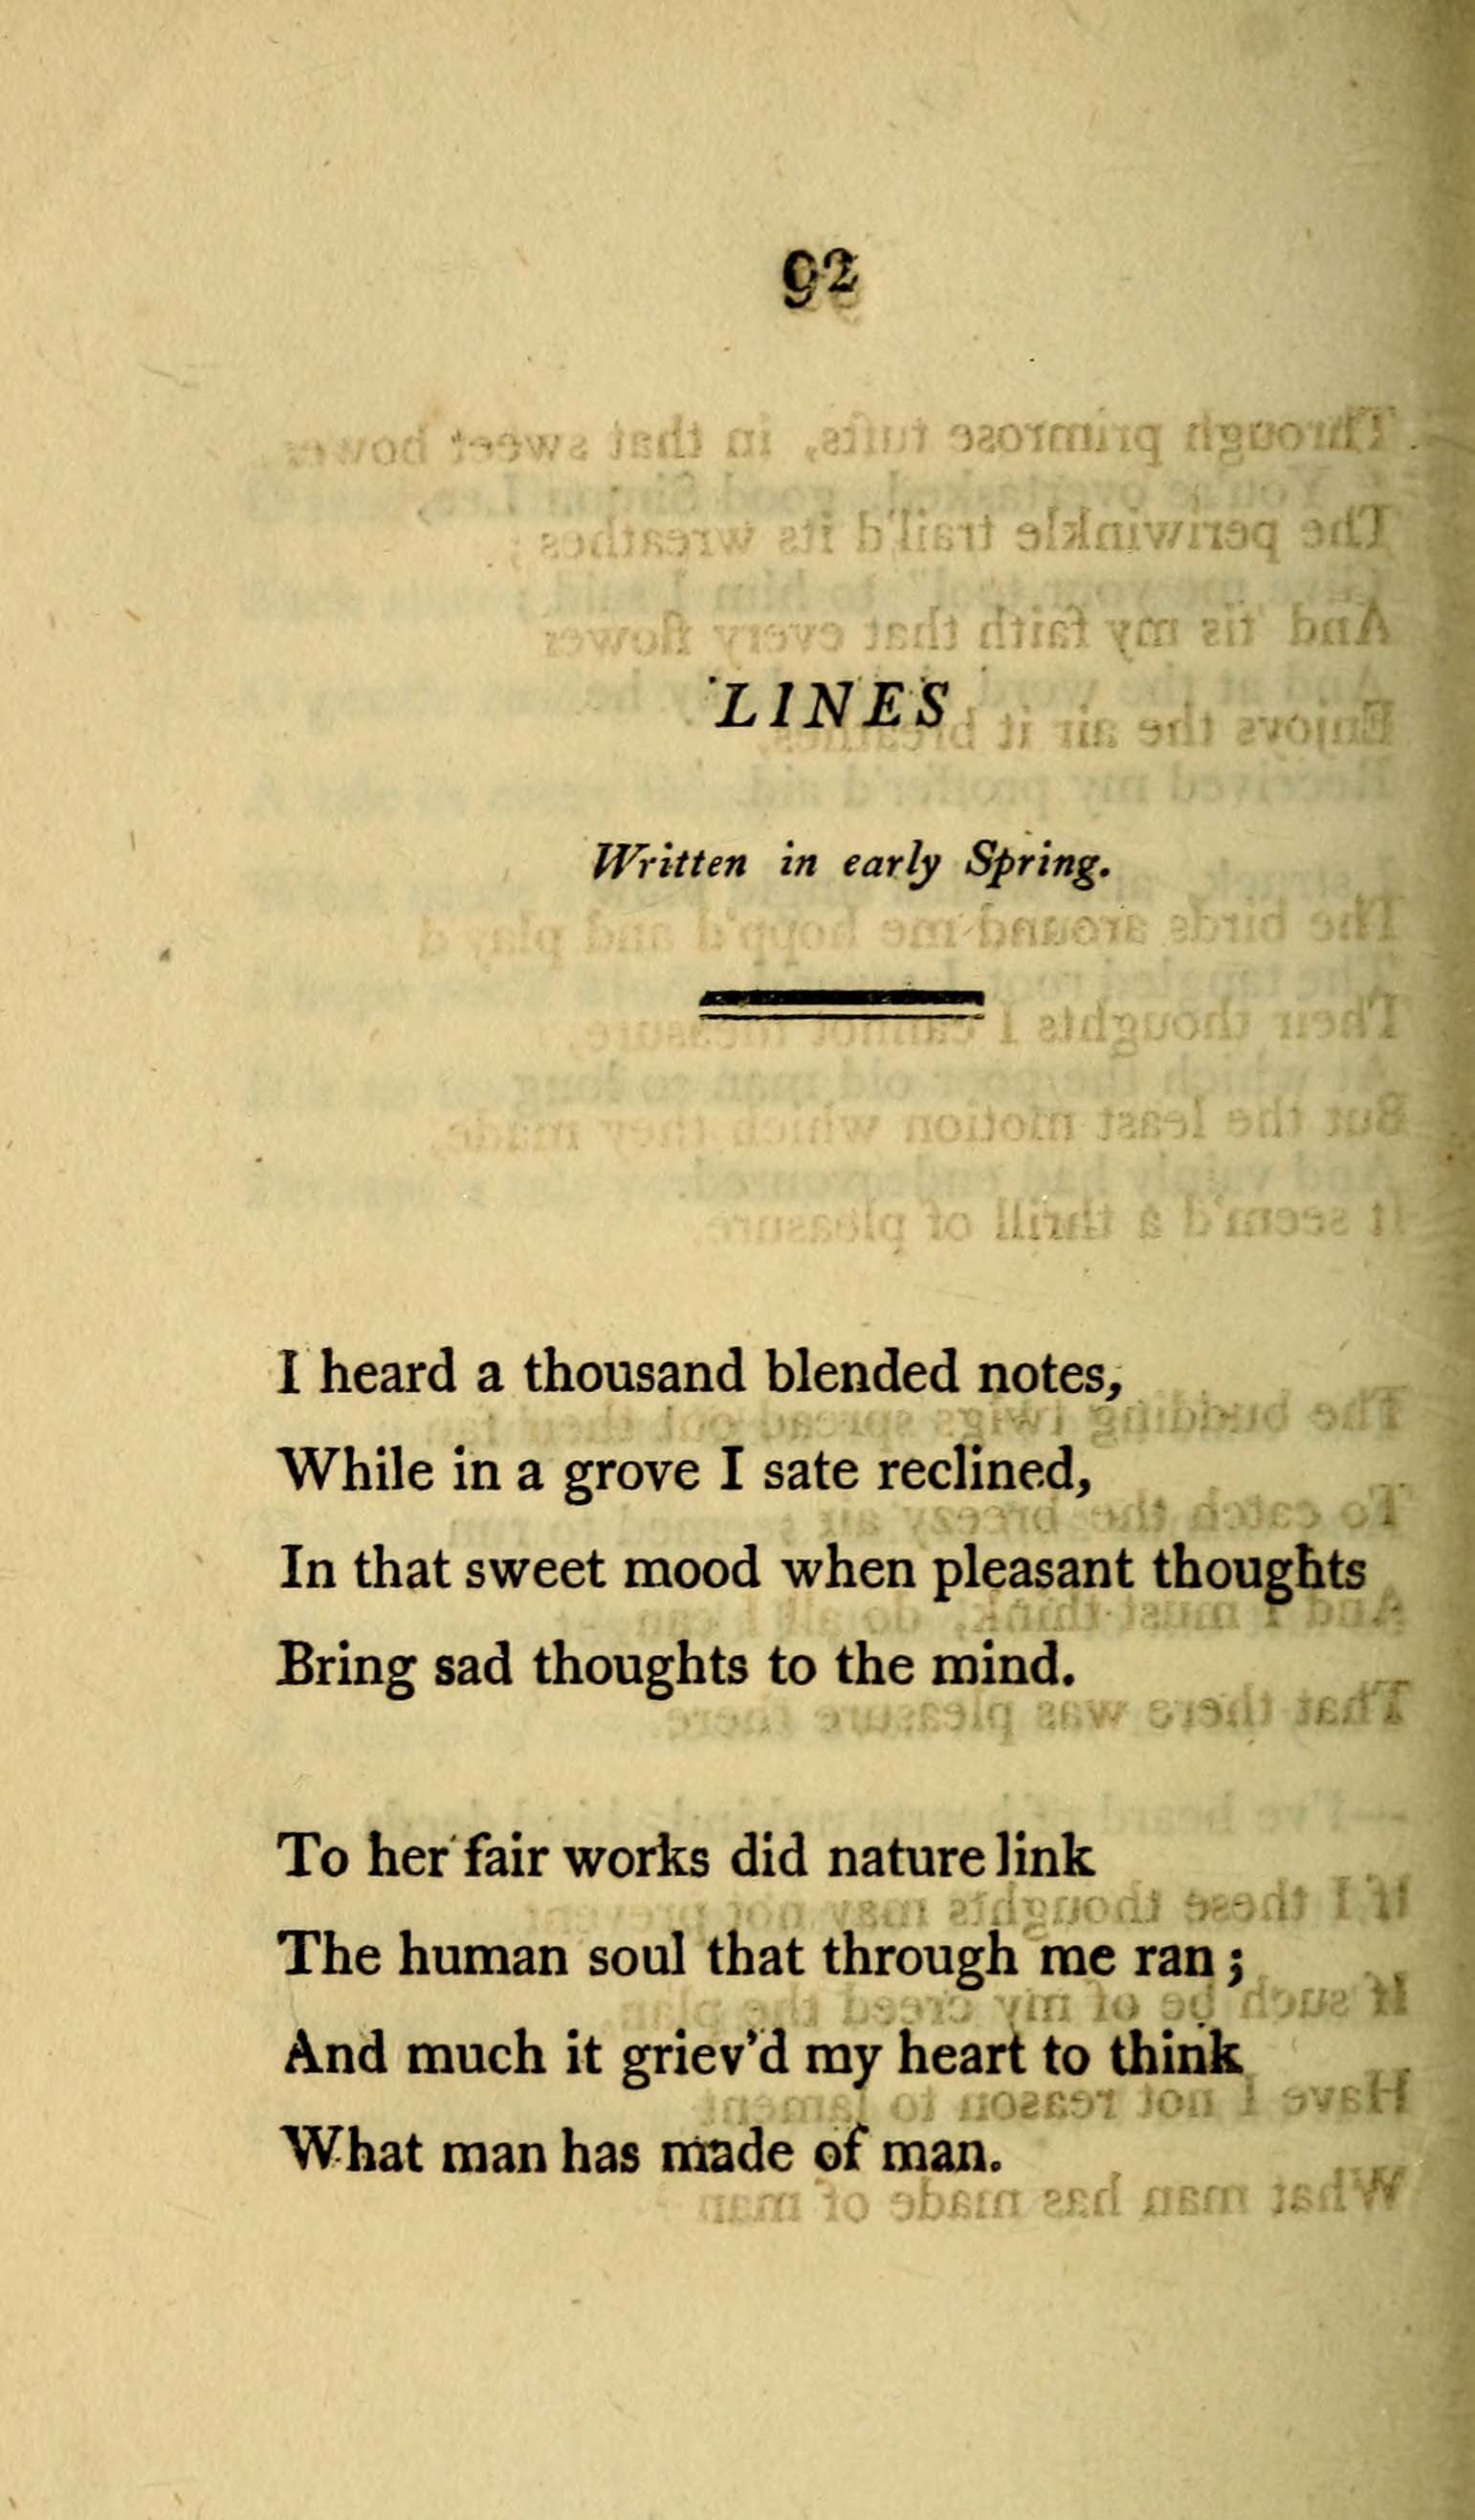 92
LINES
Written in early Spring.
I heard a thousand blended notes,
While in a grove I sate reclined,
In that sweet mood when pleasant thoughts
Bring sad thoughts to the mind.
To her fair works did nature link
The human soul that through me ran;
And much it griev'd my heart to think
What man has made of man.